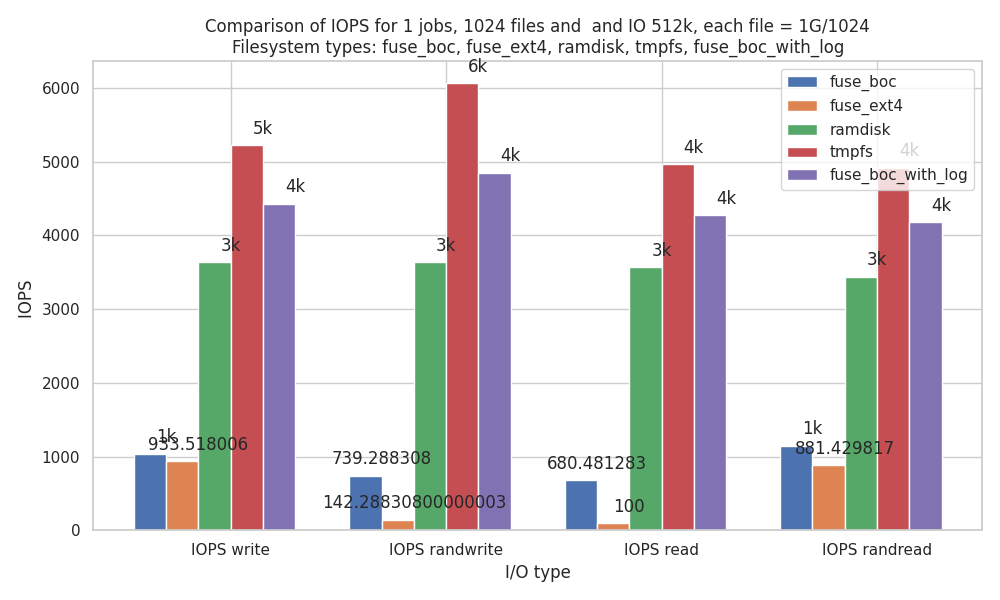 Comparison of IOPS for 1 jobs, 1024 files and  and IO 512k, each file = 1G/1024
Filesystem types: fuse_boc, fuse_ext4, ramdisk, tmpfs, fuse_boc_with_log
fuse_boc
fuse_ext4
ramdisk
tmpfs
fuse_boc_with_log
IOPS
6000
5000
4000
3000
2000
1000
0
1k
933.518006
3k
5k
4k
739.288308
142.28830800000003
3k
6k
4k
680.481283
100
3k
4k
4k
1k
881.429817
3k
4k
4k
IOPS write
IOPS randwrite
IOPS read
IOPS randread
I/O type